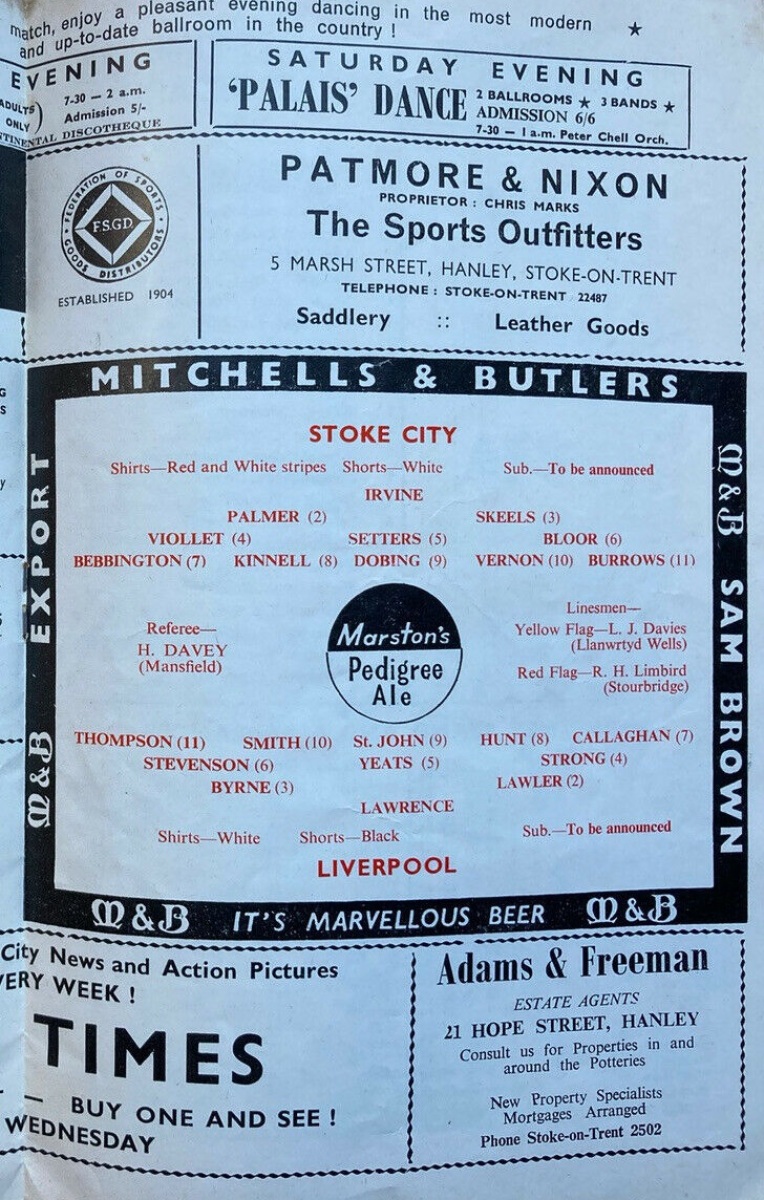 match, enjoy a pleasant evening dancing in the most modern ★
and up-to-date ballroom in the country !
EVENING
ADULTS ONLY) 7-30 — 2 a.m.
Admission 5/-
DISCOTHEQUE
SATURDAY EVENING
'PALAIS' DANCE 2 BALLROOMS ★ 3 BANDS ★
ADMISSION 6/6
7-30 — 1 a.m. Peter Chell Orch.
FEDERATION OF SPORTS GOODS DISTRIBUTORS
F.S.G.D.
ESTABLISHED 1904
PATMORE & NIXON
PROPRIETOR : CHRIS MARKS
The Sports Outfitters
5 MARSH STREET, HANLEY, STOKE-ON-TRENT
TELEPHONE : STOKE-ON-TRENT 22487
Saddlery :: Leather Goods
MITCHELLS & BUTLERS
M&B EXPORT
M&B SAM BROWN
STOKE CITY
Shirts—Red and White stripes Shorts—White Sub.—To be announced
IRVINE
PALMER (2) SKEELS (3)
VIOLLET (4) SETTERS (5) BLOOR (6)
BEBBINGTON (7) KINNELL (8) DOBING (9) VERNON (10) BURROWS (11)
Referee—
H. DAVEY
(Mansfield)
Marston's
Pedigree
Ale
Linesmen—
Yellow Flag—L. J. Davies
(Llanwrtyd Wells)
Red Flag—R. H. Limbird
(Stourbridge)
THOMPSON (11) SMITH (10) St. JOHN (9) HUNT (8) CALLAGHAN (7)
STEVENSON (6) YEATS (5) STRONG (4)
BYRNE (3) LAWLER (2)
LAWRENCE
Shirts—White Shorts—Black Sub.—To be announced
LIVERPOOL
M&B IT'S MARVELLOUS BEER M&B
City News and Action Pictures
WEEK !
TIMES
— BUY ONE AND SEE !
WEDNESDAY
Adams & Freeman
ESTATE AGENTS
21 HOPE STREET, HANLEY
Consult us for Properties in and
around the Potteries
New Property Specialists
Mortgages Arranged
Phone Stoke-on-Trent 2502